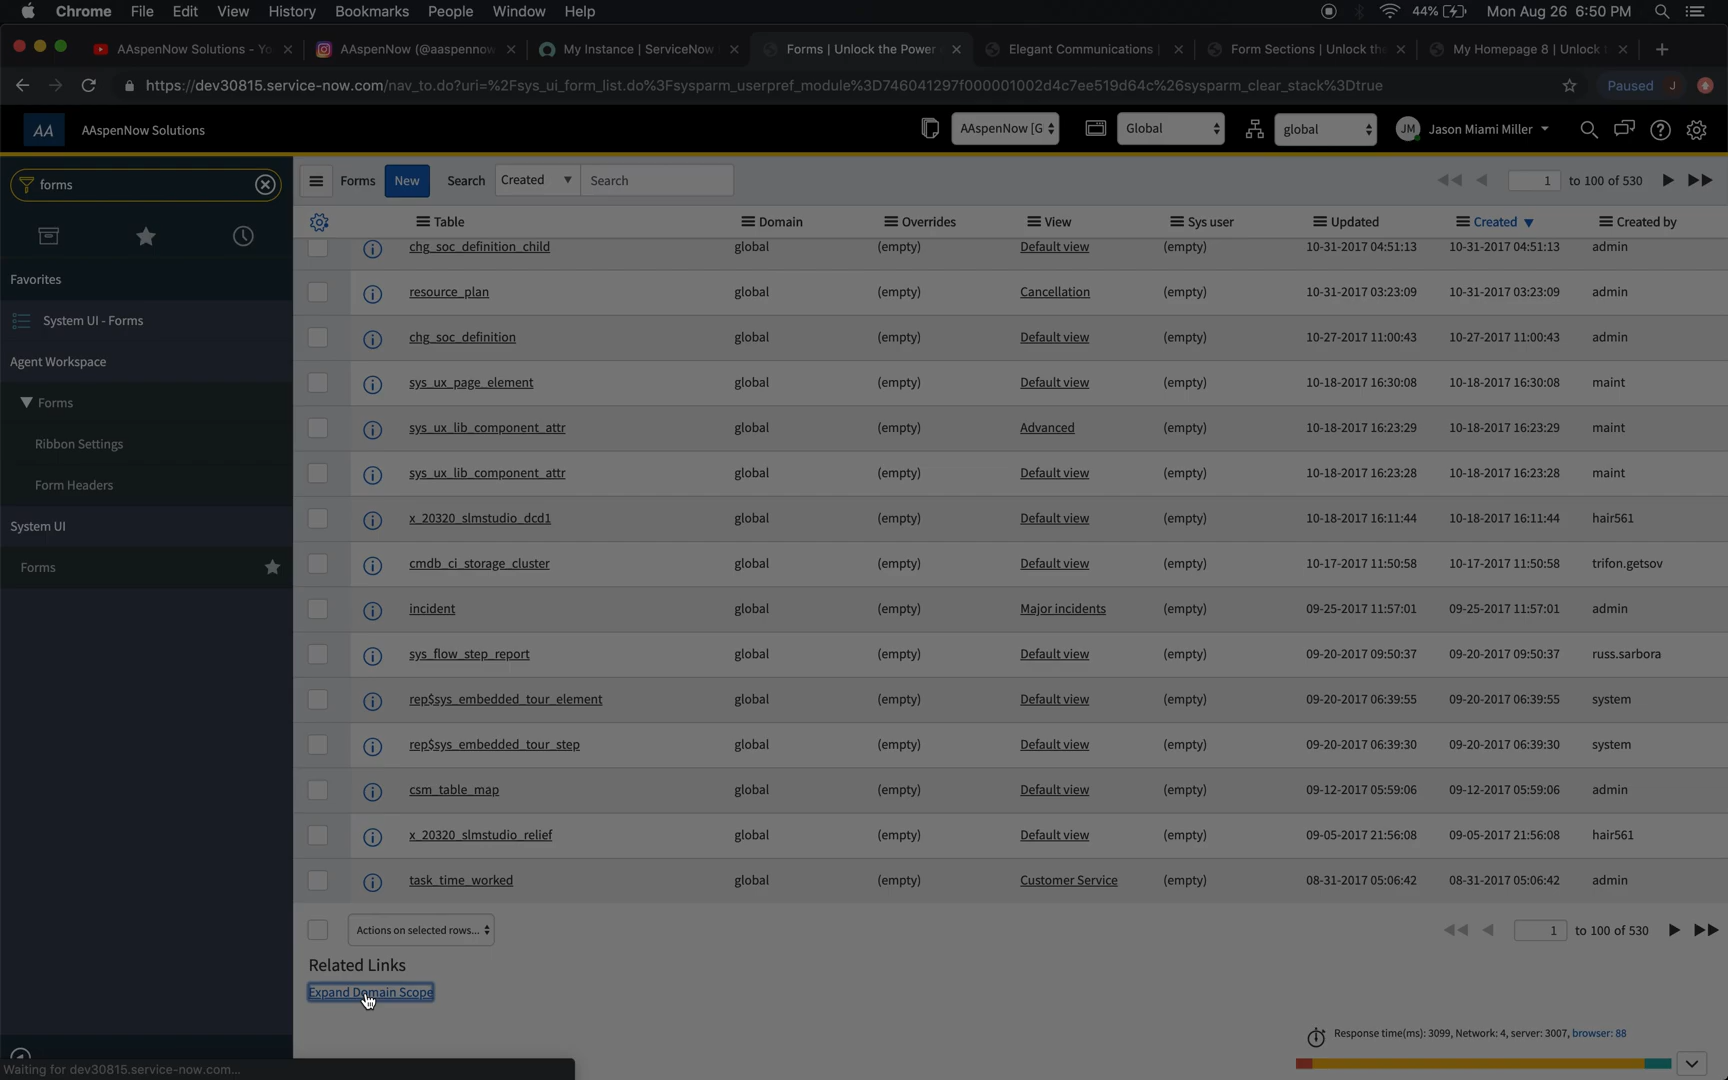 Chrome File Edit View History Bookmarks People Window Help 44% Mon Aug 26 6:50 PM
AAspenNow Solutions - Yo AAspenNow (@aaspennow My Instance | ServiceNow Forms | Unlock the Power Elegant Communications | Form Sections | Unlock the My Homepage 8 | Unlock
https://dev30815.service-now.com/nav_to.do?uri=%2Fsys_ui_form_list.do%3Fsysparm_userpref_module%3D746041297f000001002d4c7ee519d64c%26sysparm_clear_stack%3Dtrue Paused J
AA AAspenNow Solutions AAspenNow [G Global global JM Jason Miami Miller
forms
Favorites
System UI - Forms
Agent Workspace
Forms
Ribbon Settings
Form Headers
System UI
Forms
Forms New Search Created Search 1 to 100 of 530
Table Domain Overrides View Sys user Updated Created Created by
chg_soc_definition_child global (empty) Default view (empty) 10-31-2017 04:51:13 10-31-2017 04:51:13 admin
resource_plan global (empty) Cancellation (empty) 10-31-2017 03:23:09 10-31-2017 03:23:09 admin
chg_soc_definition global (empty) Default view (empty) 10-27-2017 11:00:43 10-27-2017 11:00:43 admin
sys_ux_page_element global (empty) Default view (empty) 10-18-2017 16:30:08 10-18-2017 16:30:08 maint
sys_ux_lib_component_attr global (empty) Advanced (empty) 10-18-2017 16:23:29 10-18-2017 16:23:29 maint
sys_ux_lib_component_attr global (empty) Default view (empty) 10-18-2017 16:23:28 10-18-2017 16:23:28 maint
x_20320_slmstudio_dcd1 global (empty) Default view (empty) 10-18-2017 16:11:44 10-18-2017 16:11:44 hair561
cmdb_ci_storage_cluster global (empty) Default view (empty) 10-17-2017 11:50:58 10-17-2017 11:50:58 trifon.getsov
incident global (empty) Major incidents (empty) 09-25-2017 11:57:01 09-25-2017 11:57:01 admin
sys_flow_step_report global (empty) Default view (empty) 09-20-2017 09:50:37 09-20-2017 09:50:37 russ.sarbora
rep$sys_embedded_tour_element global (empty) Default view (empty) 09-20-2017 06:39:55 09-20-2017 06:39:55 system
rep$sys_embedded_tour_step global (empty) Default view (empty) 09-20-2017 06:39:30 09-20-2017 06:39:30 system
csm_table_map global (empty) Default view (empty) 09-12-2017 05:59:06 09-12-2017 05:59:06 admin
x_20320_slmstudio_relief global (empty) Default view (empty) 09-05-2017 21:56:08 09-05-2017 21:56:08 hair561
task_time_worked global (empty) Customer Service (empty) 08-31-2017 05:06:42 08-31-2017 05:06:42 admin
Actions on selected rows... 1 to 100 of 530
Related Links
Expand Domain Scope
Response time(ms): 3099, Network: 4, server: 3007, browser: 88
Waiting for dev30815.service-now.com...